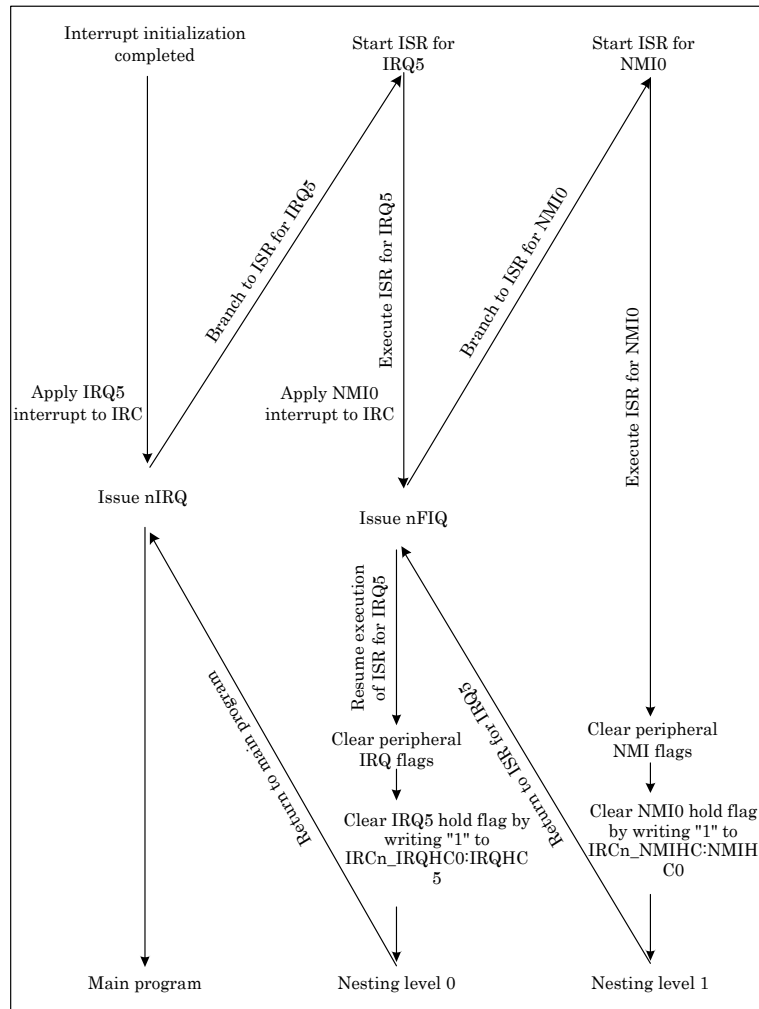 Interrupt initialization
completed
Start ISR for
IRQ5
Start ISR for
NMI0
Branch to ISR for IRQ5
Execute ISR for IRQ5
Branch to ISR for NMI0
Execute ISR for NMI0
Apply IRQ5
interrupt to IRC
Apply NMI0
interrupt to IRC
Issue nIRQ
Issue nFIQ
Return to main program
Resume execution
of ISR for IRQ5
Return to ISR for IRQ5
Clear peripheral
IRQ flags
Clear peripheral
NMI flags
Clear IRQ5 hold flag by
writing "1" to
IRCn_IRQHC0:IRQHC
5
Clear NMI0 hold flag
by writing "1" to
IRCn_NMIHC:NMIH
C0
Main program
Nesting level 0
Nesting level 1